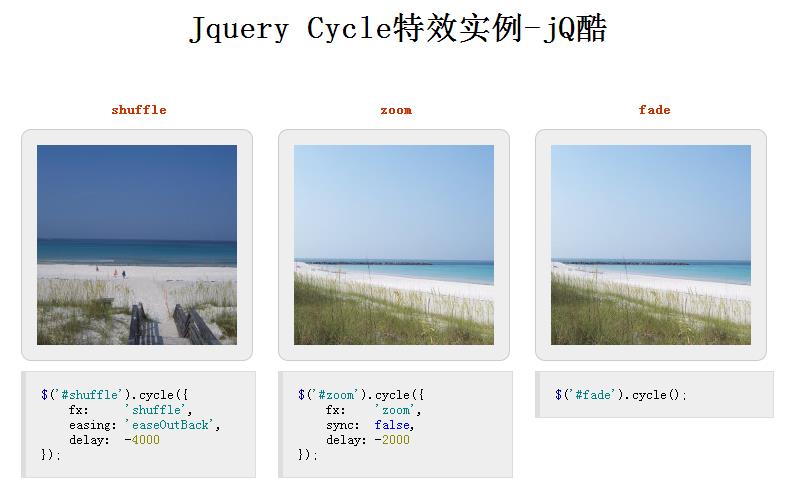 Jquery Cycle特效实例-jQ酷
shuffle
zoom
fade
$('#shuffle').cycle({
    fx:     'shuffle',
    easing: 'easeOutBack',
    delay:  -4000
});
$('#zoom').cycle({
    fx:    'zoom',
    sync:  false,
    delay: -2000
});
$('#fade').cycle();